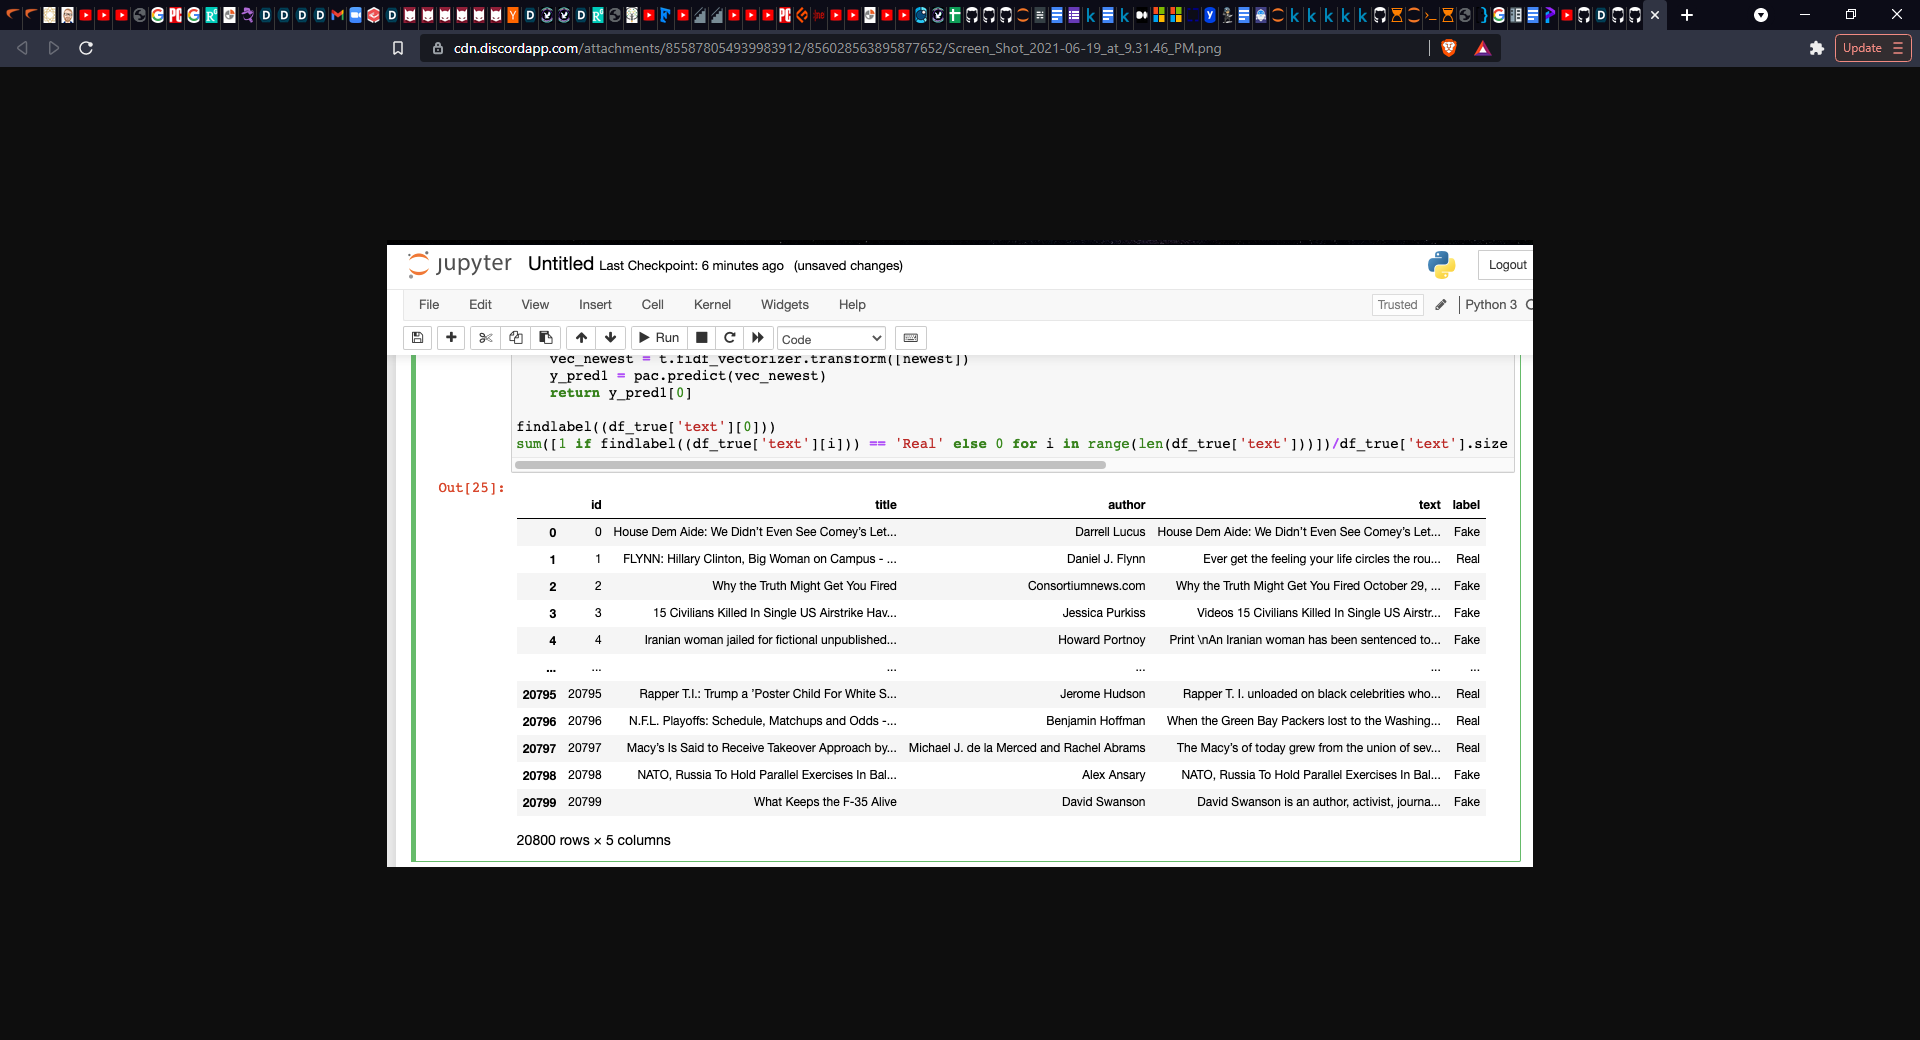 cdn.discordapp.com/attachments/855878054939983912/856028563895877652/Screen_Shot_2021-06-19_at_9.31.46_PM.png
Update
jupyter Untitled Last Checkpoint: 6 minutes ago (unsaved changes)
Logout
File Edit View Insert Cell Kernel Widgets Help
Trusted Python 3
Run Code
vec_newest = t.fidf_vectorizer.transform([newest])
y_pred1 = pac.predict(vec_newest)
return y_pred1[0]
findlabel((df_true['text'][0]))
sum([1 if findlabel((df_true['text'][i])) == 'Real' else 0 for i in range(len(df_true['text']))])/df_true['text'].size
Out[25]:
id title author text label
0 0 House Dem Aide: We Didn’t Even See Comey’s Let... Darrell Lucus House Dem Aide: We Didn’t Even See Comey’s Let... Fake
1 1 FLYNN: Hillary Clinton, Big Woman on Campus - ... Daniel J. Flynn Ever get the feeling your life circles the rou... Real
2 2 Why the Truth Might Get You Fired Consortiumnews.com Why the Truth Might Get You Fired October 29, ... Fake
3 3 15 Civilians Killed In Single US Airstrike Hav... Jessica Purkiss Videos 15 Civilians Killed In Single US Airstr... Fake
4 4 Iranian woman jailed for fictional unpublished... Howard Portnoy Print \nAn Iranian woman has been sentenced to... Fake
... ... ... ... ... ...
20795 20795 Rapper T.I.: Trump a 'Poster Child For White S... Jerome Hudson Rapper T. I. unloaded on black celebrities who... Real
20796 20796 N.F.L. Playoffs: Schedule, Matchups and Odds -... Benjamin Hoffman When the Green Bay Packers lost to the Washing... Real
20797 20797 Macy’s Is Said to Receive Takeover Approach by... Michael J. de la Merced and Rachel Abrams The Macy’s of today grew from the union of sev... Real
20798 20798 NATO, Russia To Hold Parallel Exercises In Bal... Alex Ansary NATO, Russia To Hold Parallel Exercises In Bal... Fake
20799 20799 What Keeps the F-35 Alive David Swanson David Swanson is an author, activist, journa... Fake
20800 rows × 5 columns